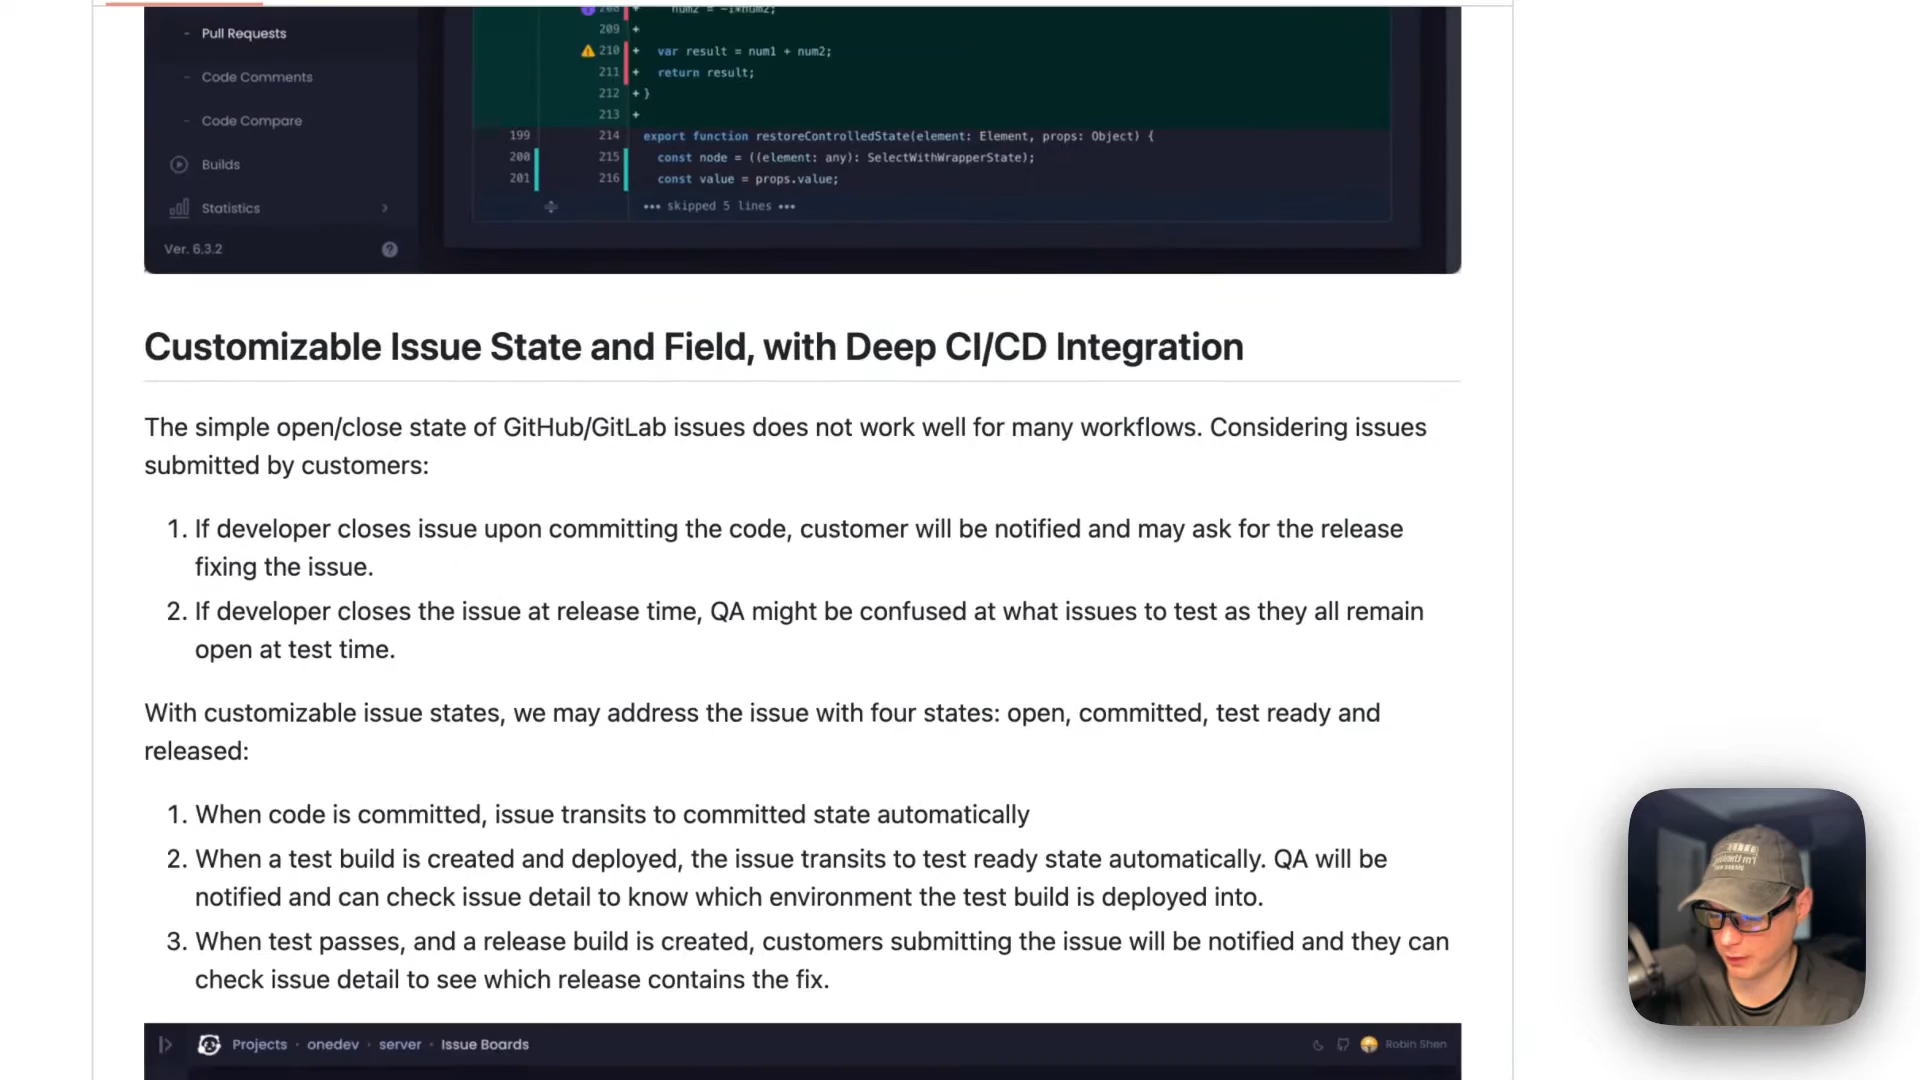 Pull Requests
208 + num2 = ~1*num2;
209 +
210 + var result = num1 + num2;
211 + return result;
212 + }
213 +
199 214 export function restoreControlledState(element: Element, props: Object) {
200 215 const node = ((element: any): SelectWithWrapperState);
201 216 const value = props.value;
••• skipped 5 lines •••
Code Comments
Code Compare
Builds
Statistics
Ver. 6.3.2
Customizable Issue State and Field, with Deep CI/CD Integration
The simple open/close state of GitHub/GitLab issues does not work well for many workflows. Considering issues
submitted by customers:
1. If developer closes issue upon committing the code, customer will be notified and may ask for the release
fixing the issue.
2. If developer closes the issue at release time, QA might be confused at what issues to test as they all remain
open at test time.
With customizable issue states, we may address the issue with four states: open, committed, test ready and
released:
1. When code is committed, issue transits to committed state automatically
2. When a test build is created and deployed, the issue transits to test ready state automatically. QA will be
notified and can check issue detail to know which environment the test build is deployed into.
3. When test passes, and a release build is created, customers submitting the issue will be notified and they can
check issue detail to see which release contains the fix.
Projects • onedev • server • Issue Boards
Robin Shen